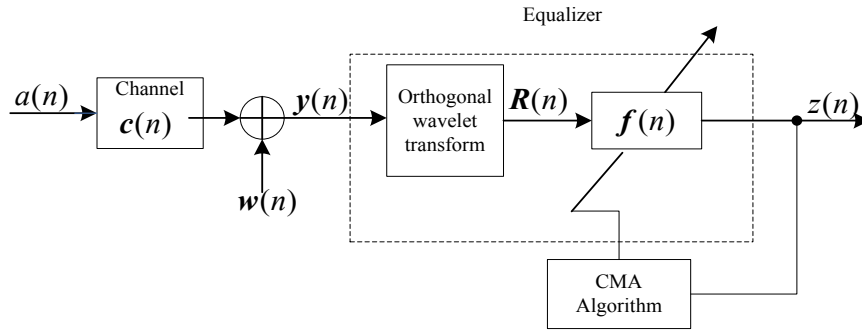 Equalizer
a(n)
Channel
c(n)
y(n)
w(n)
Orthogonal
wavelet
transform
R(n)
f(n)
z(n)
CMA
Algorithm